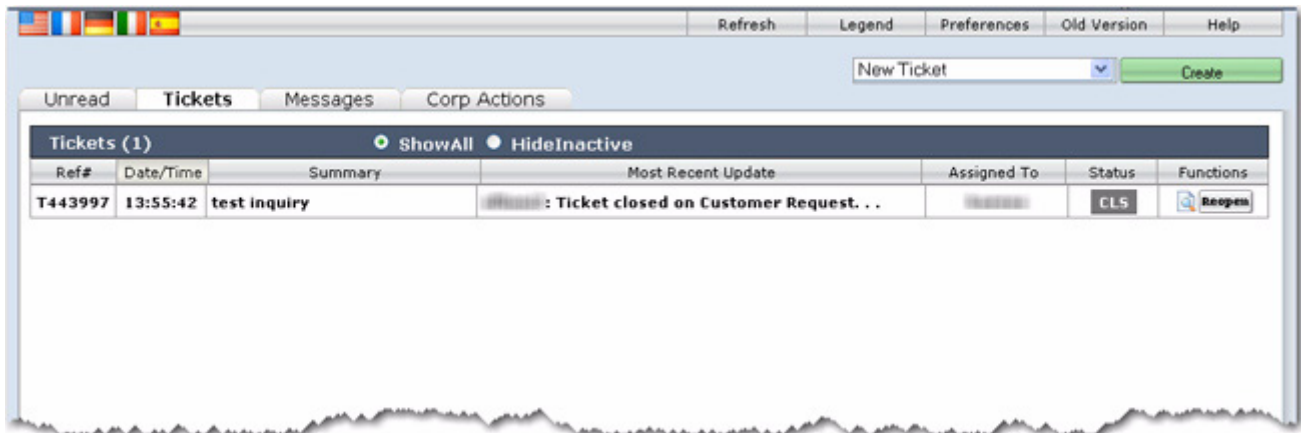 Refresh Legend Preferences Old Version Help
New Ticket Create
Unread Tickets Messages Corp Actions
Tickets (1) ShowAll HideInactive
Ref# Date/Time Summary Most Recent Update Assigned To Status Functions
T443997 13:55:42 test inquiry : Ticket closed on Customer Request. . . CLS Reopen